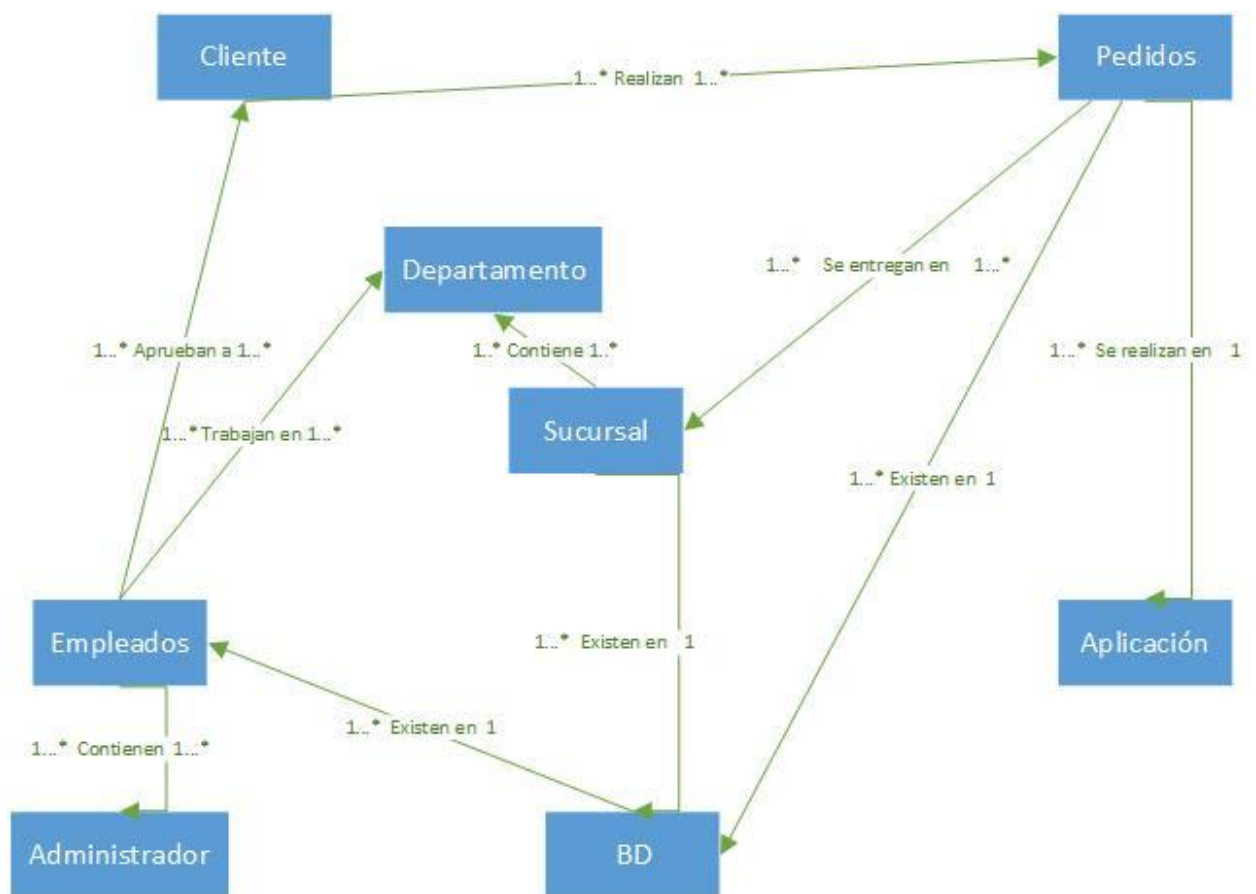 Cliente
Pedidos
1...* Realizan 1...*
Departamento
1...* Se entregan en 1...*
1...* Aprueban a 1...*
1..* Contiene 1..*
1...* Se realizan en 1
Sucursal
1...* Trabajan en 1...*
1...* Existen en 1
Empleados
Aplicación
1...* Existen en 1
1...* Existen en 1
1...* Contienen 1...*
Administrador
BD